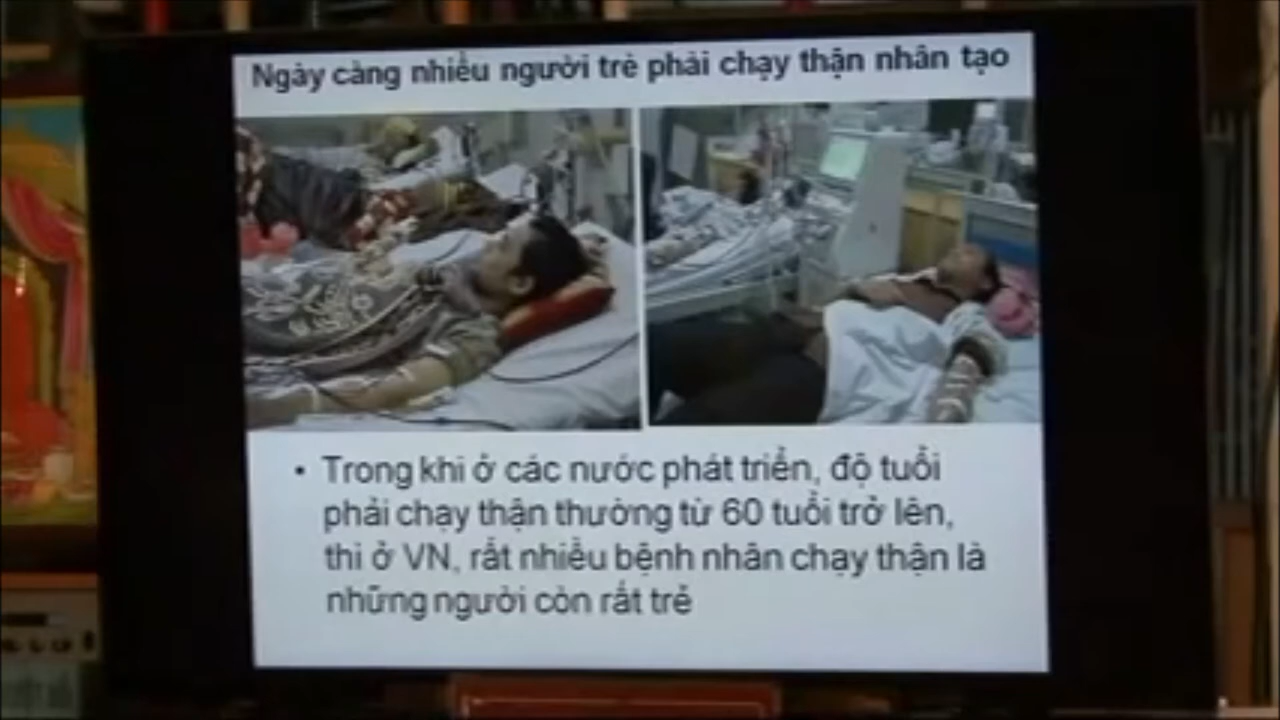 Ngày càng nhiều người trẻ phải chạy thận nhân tạo
• Trong khi ở các nước phát triển, độ tuổi
phải chạy thận thường từ 60 tuổi trở lên,
thì ở VN, rất nhiều bệnh nhân chạy thận là
những người còn rất trẻ